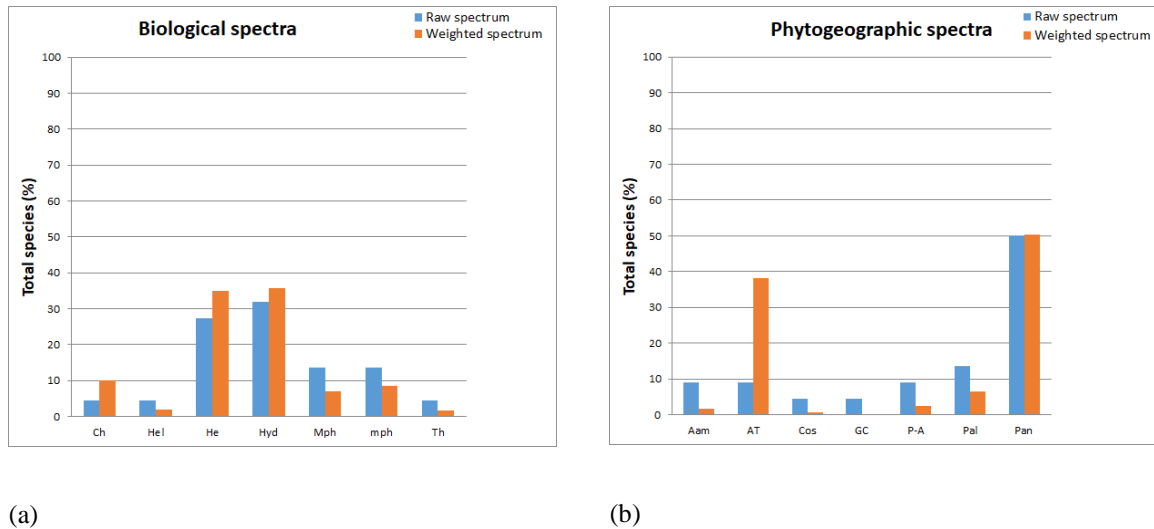 Biological spectra
Raw spectrum
Weighted spectrum
Total species (%)
100
90
80
70
60
50
40
30
20
10
0
Ch Hel He Hyd Mph mph Th
Phytogeographic spectra
Raw spectrum
Weighted spectrum
Total species (%)
100
90
80
70
60
50
40
30
20
10
0
Aam AT Cos GC P-A Pal Pan
(a) (b)